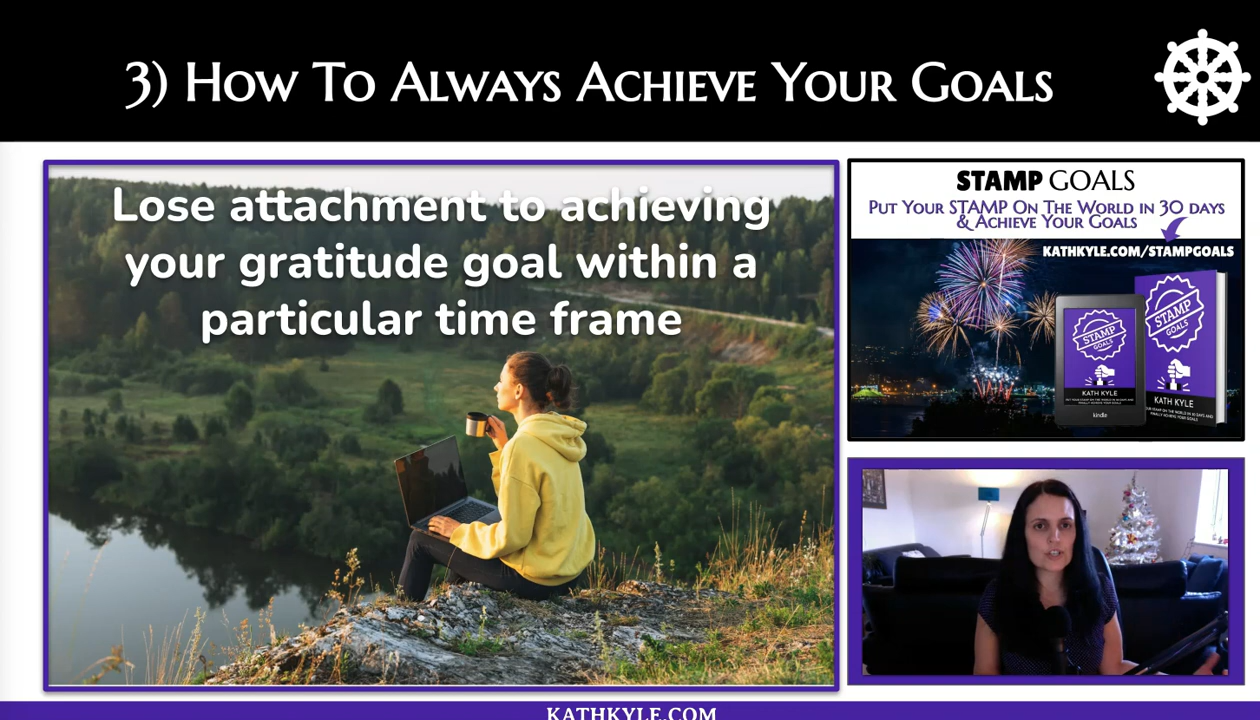 3) How To Always Achieve Your Goals
Lose attachment to achieving
your gratitude goal within a
particular time frame
STAMP GOALS
Put Your STAMP On The World in 30 days
& Achieve Your Goals
KATHKYLE.COM/STAMPGOALS
STAMP
GOALS
KATH KYLE
kindle
STAMP
GOALS
KATH KYLE
KATHKYLE.COM